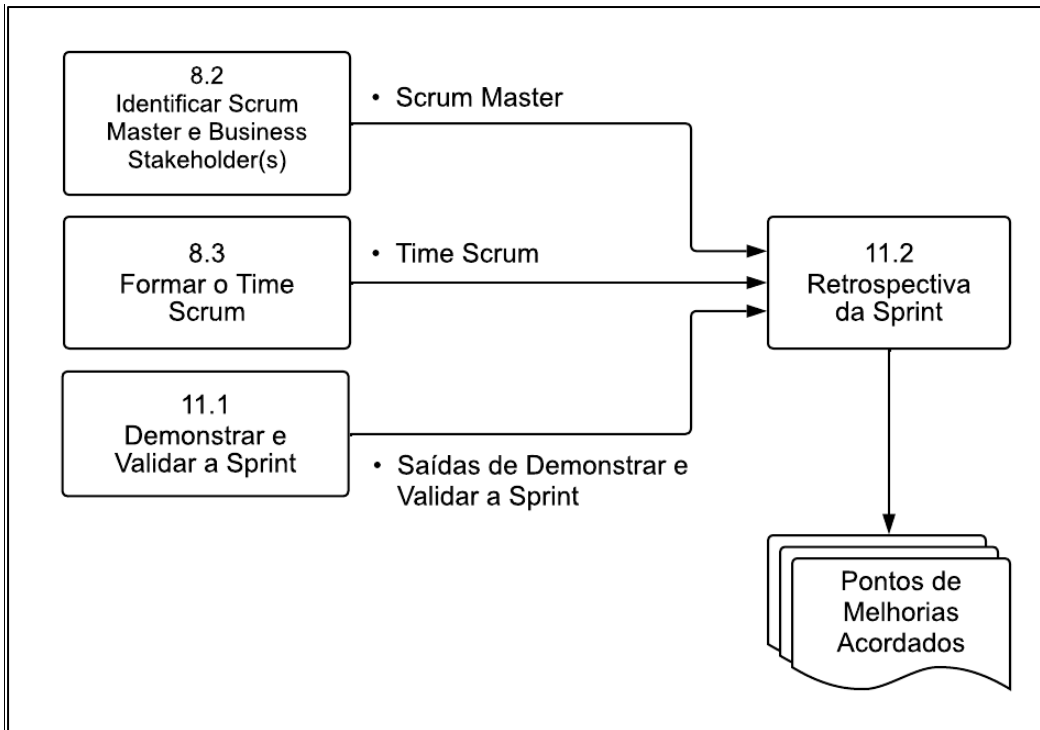 8.2
Identificar Scrum
Master e Business
Stakeholder(s)
• Scrum Master
8.3
Formar o Time
Scrum
• Time Scrum
11.2
Retrospectiva
da Sprint
11.1
Demonstrar e
Validar a Sprint
• Saídas de Demonstrar e
Validar a Sprint
Pontos de
Melhorias
Acordados